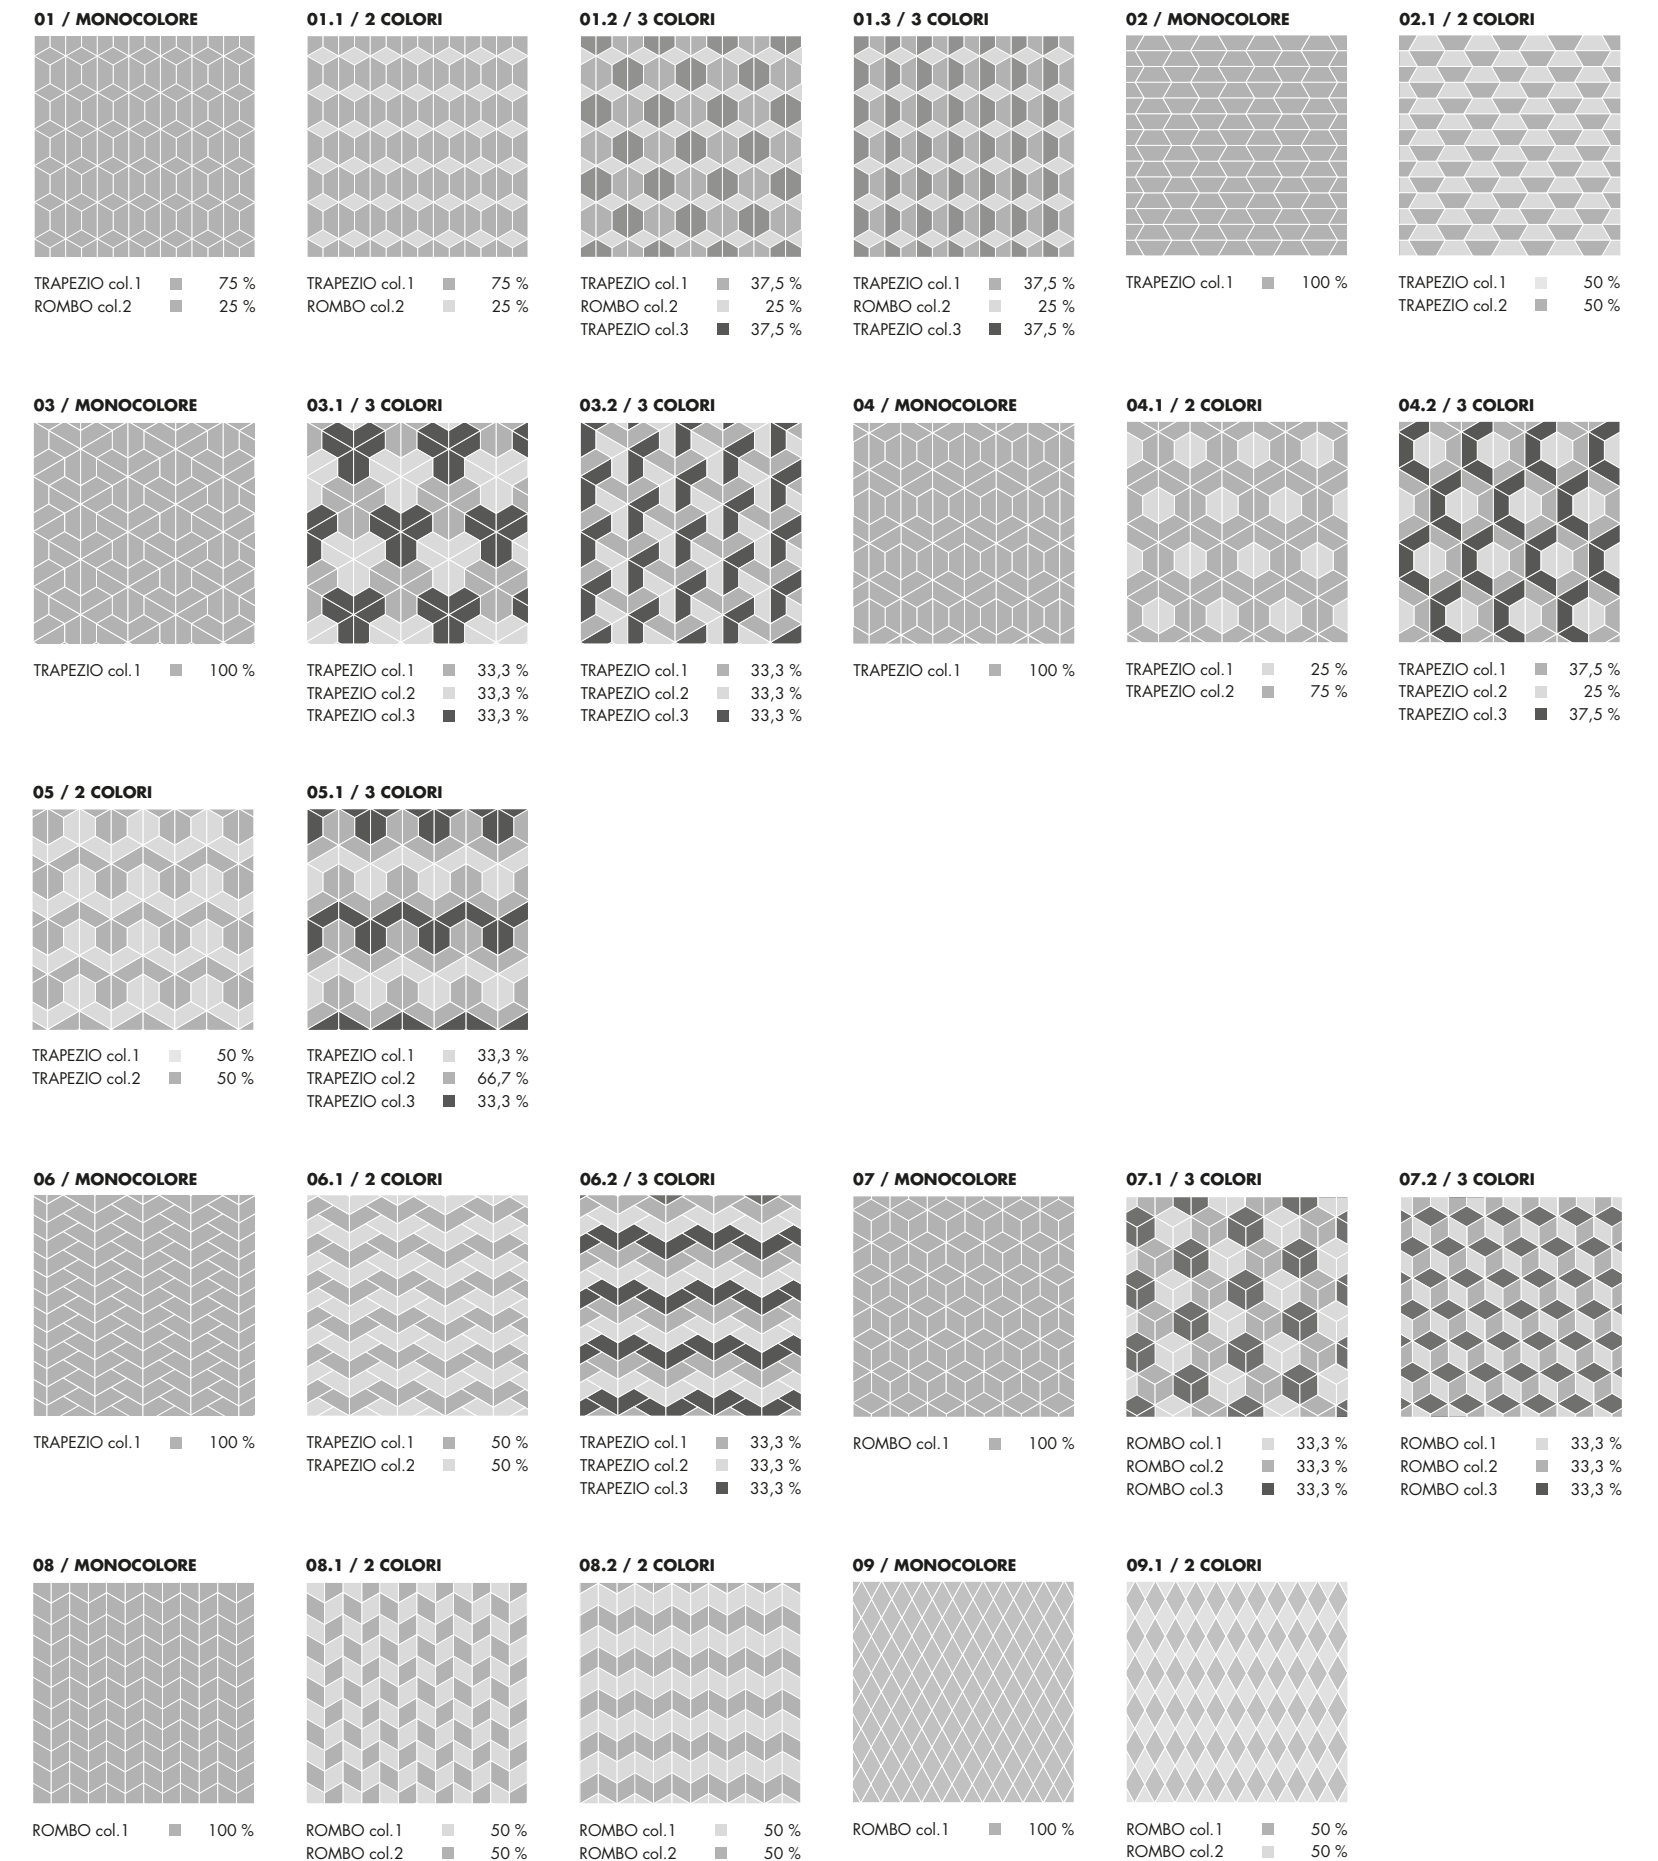 01 / MONOCOLORE
TRAPEZIO col.1 75 %
ROMBO col.2 25 %
01.1 / 2 COLORI
TRAPEZIO col.1 75 %
ROMBO col.2 25 %
01.2 / 3 COLORI
TRAPEZIO col.1 37,5 %
ROMBO col.2 25 %
TRAPEZIO col.3 37,5 %
01.3 / 3 COLORI
TRAPEZIO col.1 37,5 %
ROMBO col.2 25 %
TRAPEZIO col.3 37,5 %
02 / MONOCOLORE
TRAPEZIO col.1 100 %
02.1 / 2 COLORI
TRAPEZIO col.1 50 %
TRAPEZIO col.2 50 %
03 / MONOCOLORE
TRAPEZIO col.1 100 %
03.1 / 3 COLORI
TRAPEZIO col.1 33,3 %
TRAPEZIO col.2 33,3 %
TRAPEZIO col.3 33,3 %
03.2 / 3 COLORI
TRAPEZIO col.1 33,3 %
TRAPEZIO col.2 33,3 %
TRAPEZIO col.3 33,3 %
04 / MONOCOLORE
TRAPEZIO col.1 100 %
04.1 / 2 COLORI
TRAPEZIO col.1 25 %
TRAPEZIO col.2 75 %
04.2 / 3 COLORI
TRAPEZIO col.1 37,5 %
TRAPEZIO col.2 25 %
TRAPEZIO col.3 37,5 %
05 / 2 COLORI
TRAPEZIO col.1 50 %
TRAPEZIO col.2 50 %
05.1 / 3 COLORI
TRAPEZIO col.1 33,3 %
TRAPEZIO col.2 66,7 %
TRAPEZIO col.3 33,3 %
06 / MONOCOLORE
TRAPEZIO col.1 100 %
06.1 / 2 COLORI
TRAPEZIO col.1 50 %
TRAPEZIO col.2 50 %
06.2 / 3 COLORI
TRAPEZIO col.1 33,3 %
TRAPEZIO col.2 33,3 %
TRAPEZIO col.3 33,3 %
07 / MONOCOLORE
ROMBO col.1 100 %
07.1 / 3 COLORI
ROMBO col.1 33,3 %
ROMBO col.2 33,3 %
ROMBO col.3 33,3 %
07.2 / 3 COLORI
ROMBO col.1 33,3 %
ROMBO col.2 33,3 %
ROMBO col.3 33,3 %
08 / MONOCOLORE
ROMBO col.1 100 %
08.1 / 2 COLORI
ROMBO col.1 50 %
ROMBO col.2 50 %
08.2 / 2 COLORI
ROMBO col.1 50 %
ROMBO col.2 50 %
09 / MONOCOLORE
ROMBO col.1 100 %
09.1 / 2 COLORI
ROMBO col.1 50 %
ROMBO col.2 50 %